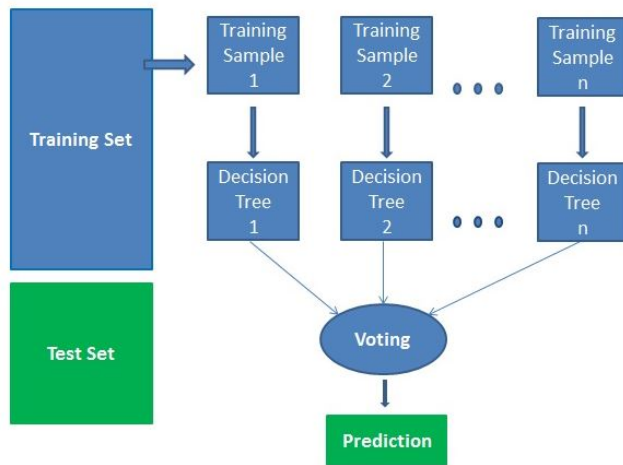 Training Set
Training
Sample
1
Training
Sample
2
Training
Sample
n
Decision
Tree
1
Decision
Tree
2
Decision
Tree
n
Test Set
Voting
Prediction